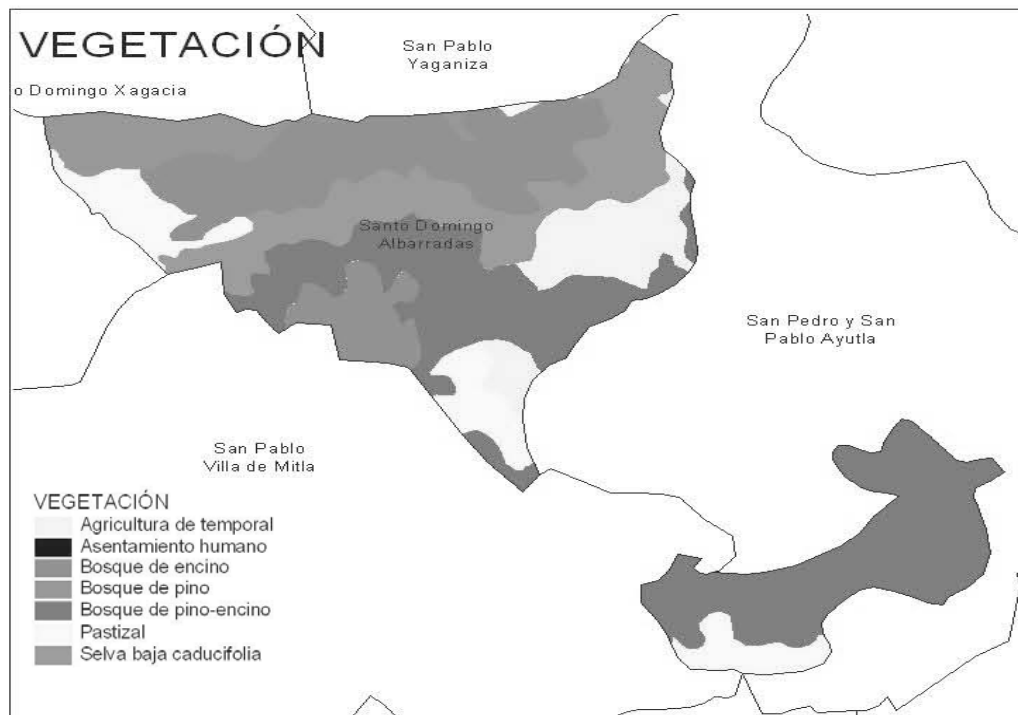 VEGETACIÓN
San Pablo
Yaganiza
o Domingo Xagacia
Santo Domingo
Albarradas
San Pedro y San
Pablo Ayutla
San Pablo
Villa de Mitla
VEGETACIÓN
Agricultura de temporal
Asentamiento humano
Bosque de encino
Bosque de pino
Bosque de pino-encino
Pastizal
Selva baja caducifolia